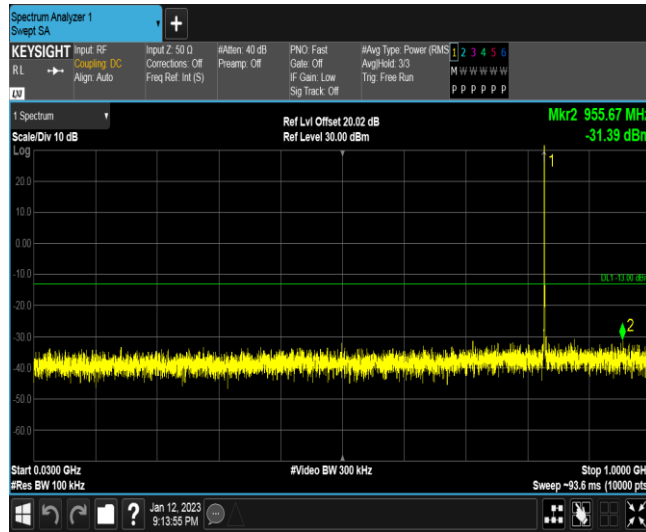 Spectrum Analyzer 1
Swept SA
KEYSIGHT
RL
LXI
Input: RF
Coupling: DC
Align: Auto
Input Z: 50 Ω
Corrections: Off
Freq Ref: Int (S)
#Atten: 40 dB
Preamp: Off
PNO: Fast
Gate: Off
IF Gain: Low
Sig Track: Off
#Avg Type: Power (RMS
Avg|Hold: 3/3
Trig: Free Run
1 2 3 4 5 6
M W W W W W
P P P P P P
1 Spectrum
Scale/Div 10 dB
Log
Ref Lvl Offset 20.02 dB
Ref Level 30.00 dBm
Mkr2 955.67 MHz
-31.39 dBm
1
20.0
10.0
0.00
-10.0
DL1 -13.00 dBm
-20.0
2
-30.0
-40.0
-50.0
-60.0
Start 0.0300 GHz
#Video BW 300 kHz
Stop 1.0000 GH
#Res BW 100 kHz
Sweep ~93.6 ms (10000 pts
?
Jan 12, 2023
9:13:55 PM